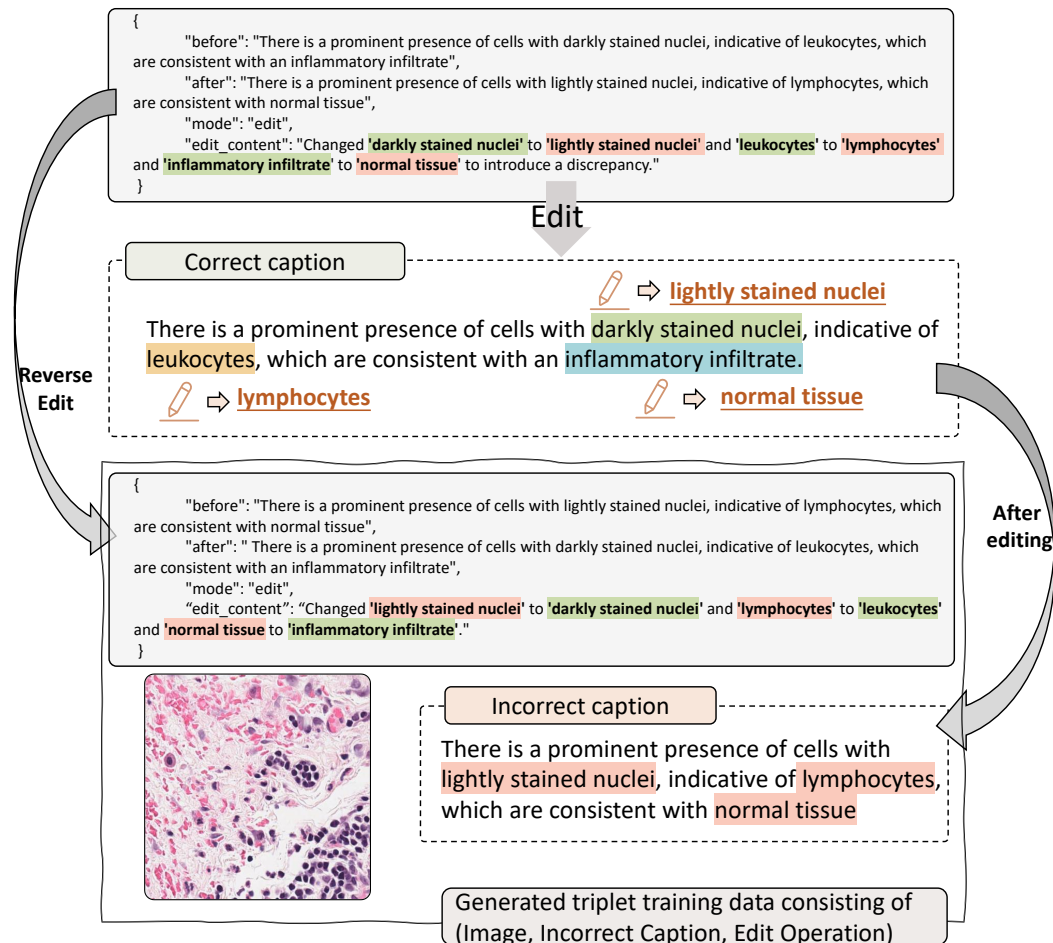 {
"before": "There is a prominent presence of cells with darkly stained nuclei, indicative of leukocytes, which
are consistent with an inflammatory infiltrate",
"after": "There is a prominent presence of cells with lightly stained nuclei, indicative of lymphocytes, which
are consistent with normal tissue",
"mode": "edit",
"edit_content": "Changed 'darkly stained nuclei' to 'lightly stained nuclei' and 'leukocytes' to 'lymphocytes'
and 'inflammatory infiltrate' to 'normal tissue' to introduce a discrepancy."
}
Edit
Correct caption
lightly stained nuclei
There is a prominent presence of cells with darkly stained nuclei, indicative of
leukocytes, which are consistent with an inflammatory infiltrate.
lymphocytes
normal tissue
Reverse
Edit
After
editing
{
"before": "There is a prominent presence of cells with lightly stained nuclei, indicative of lymphocytes, which
are consistent with normal tissue",
"after": " There is a prominent presence of cells with darkly stained nuclei, indicative of leukocytes, which
are consistent with an inflammatory infiltrate",
"mode": "edit",
“edit_content”: “Changed 'lightly stained nuclei' to 'darkly stained nuclei' and 'lymphocytes' to 'leukocytes'
and 'normal tissue to 'inflammatory infiltrate'."
}
Incorrect caption
There is a prominent presence of cells with
lightly stained nuclei, indicative of lymphocytes,
which are consistent with normal tissue
Generated triplet training data consisting of
(Image, Incorrect Caption, Edit Operation)